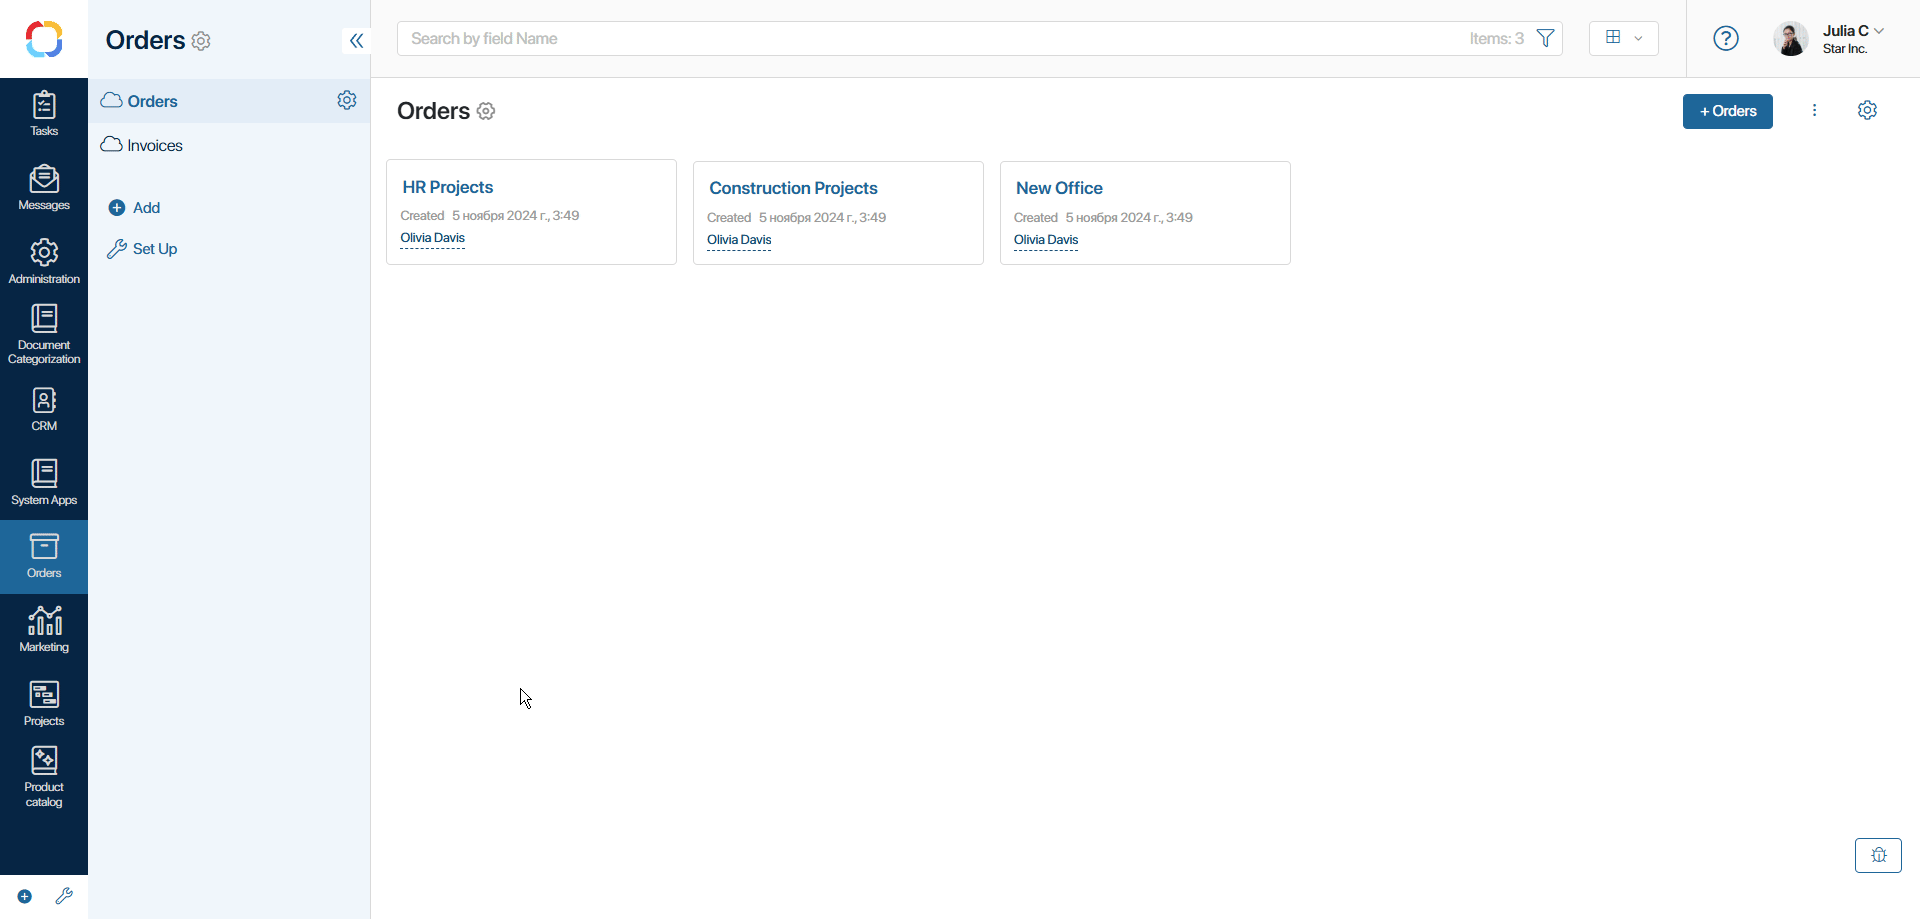 Orders
Search by field Name
Items: 3
?
Julia C
Star Inc.
Tasks
Messages
Administration
Document
Categorization
CRM
System Apps
Orders
Marketing
Projects
Product
catalog
Orders
Invoices
Add
Set Up
Orders
+ Orders
HR Projects
Created 5 ноября 2024 г., 3:49
Olivia Davis
Construction Projects
Created 5 ноября 2024 г., 3:49
Olivia Davis
New Office
Created 5 ноября 2024 г., 3:49
Olivia Davis